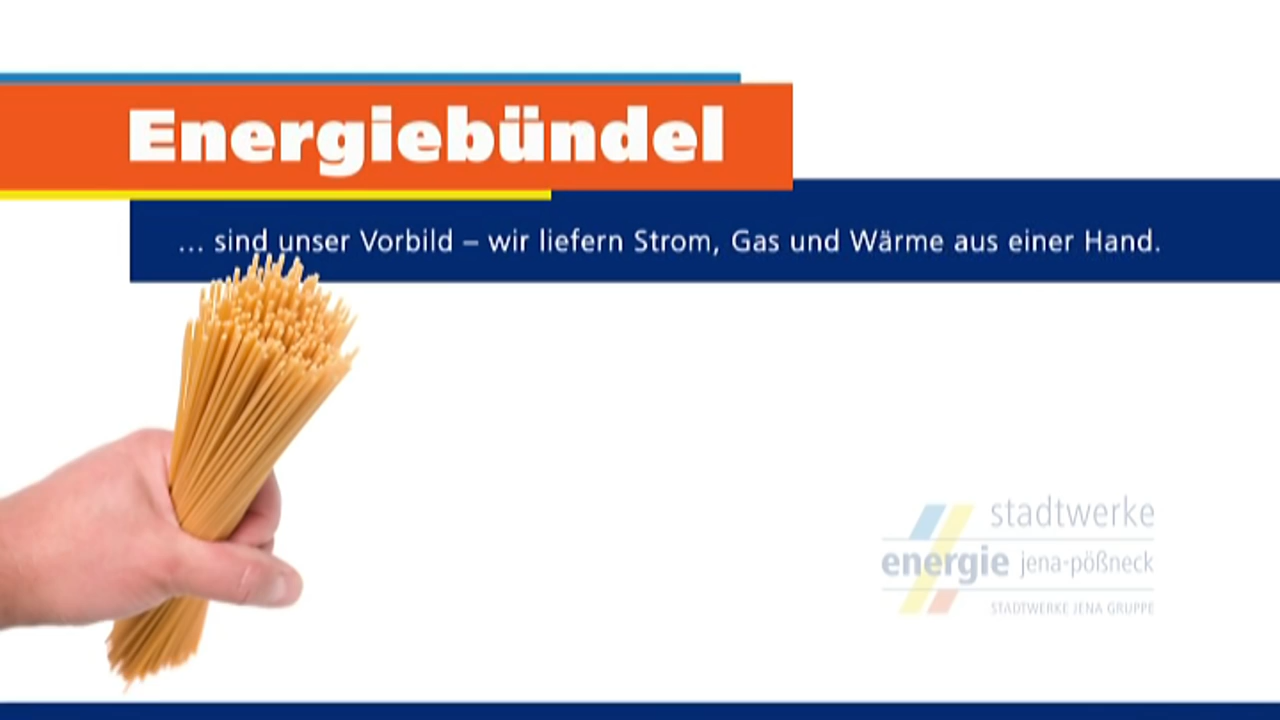 Energiebündel
... sind unser Vorbild – wir liefern Strom, Gas und Wärme aus einer Hand.
stadtwerke
energie jena-pößneck
STADTWERKE JENA GRUPPE